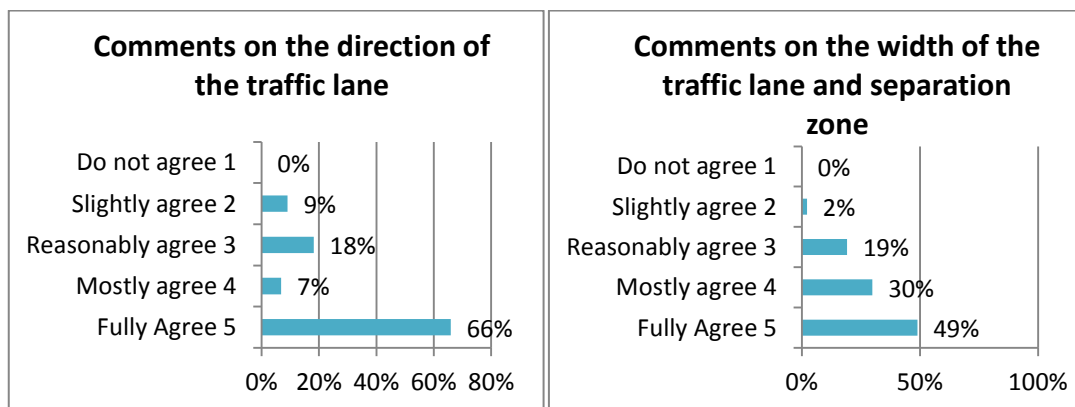 Comments on the direction of
the traffic lane
Do not agree 1 0%
Slightly agree 2 9%
Reasonably agree 3 18%
Mostly agree 4 7%
Fully Agree 5 66%
0% 20% 40% 60% 80%
Comments on the width of the
traffic lane and separation
zone
Do not agree 1 0%
Slightly agree 2 2%
Reasonably agree 3 19%
Mostly agree 4 30%
Fully Agree 5 49%
0% 50% 100%